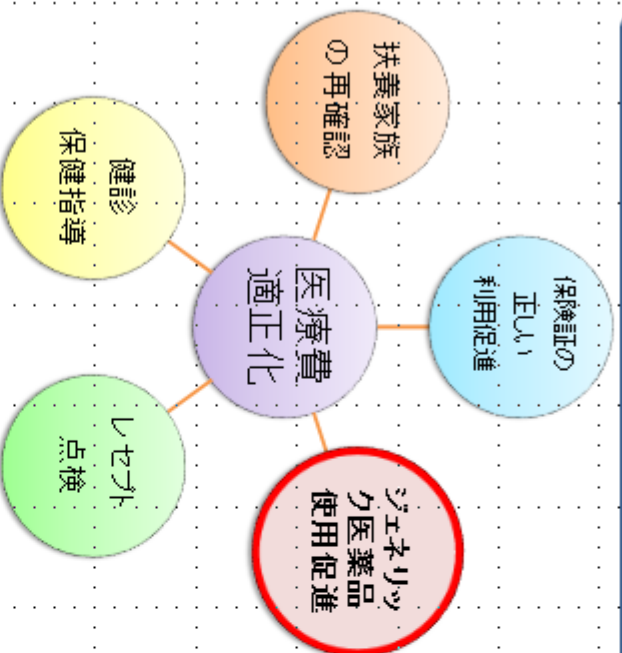 保険証の
正しい
利用促進
扶養家族
の再確認
医療費
適正化
ジェネリッ
ク医薬品
使用促進
健診
保健指導
レセプト
点検